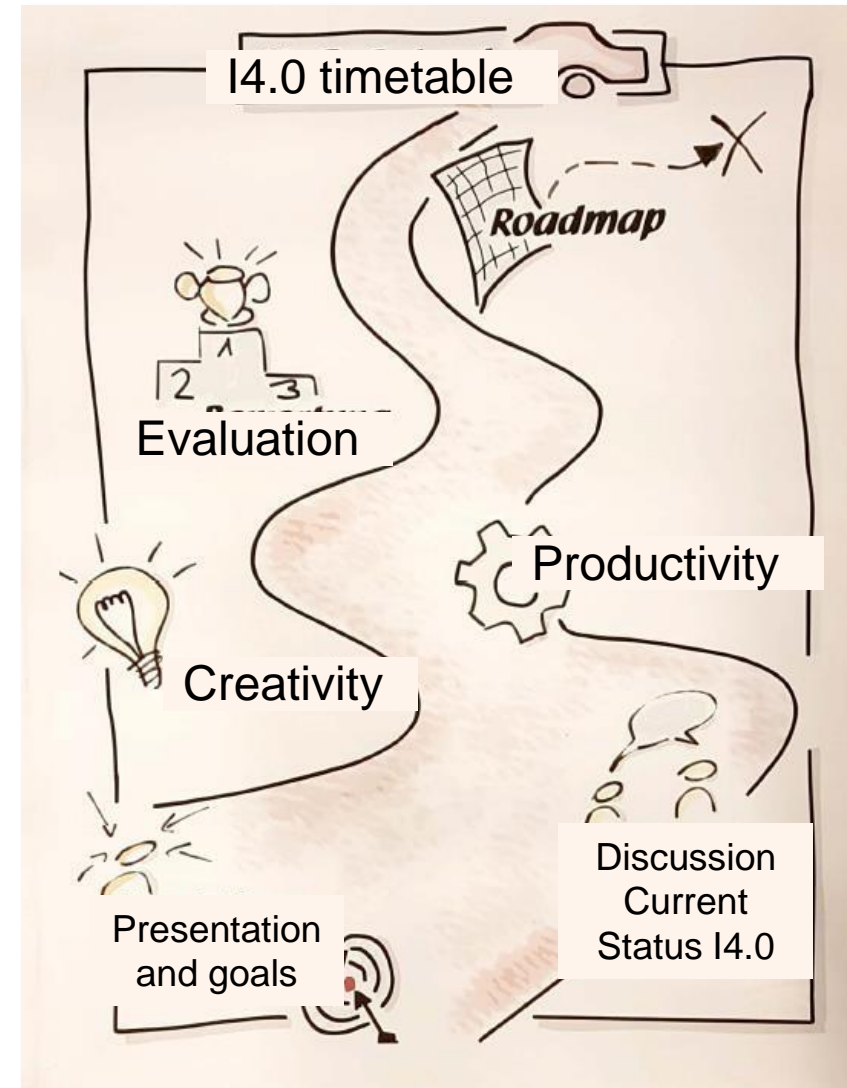 I4.0 timetable
Roadmap
1
2
3
Evaluation
Productivity
Creativity
Discussion
Current
Status I4.0
Presentation
and goals